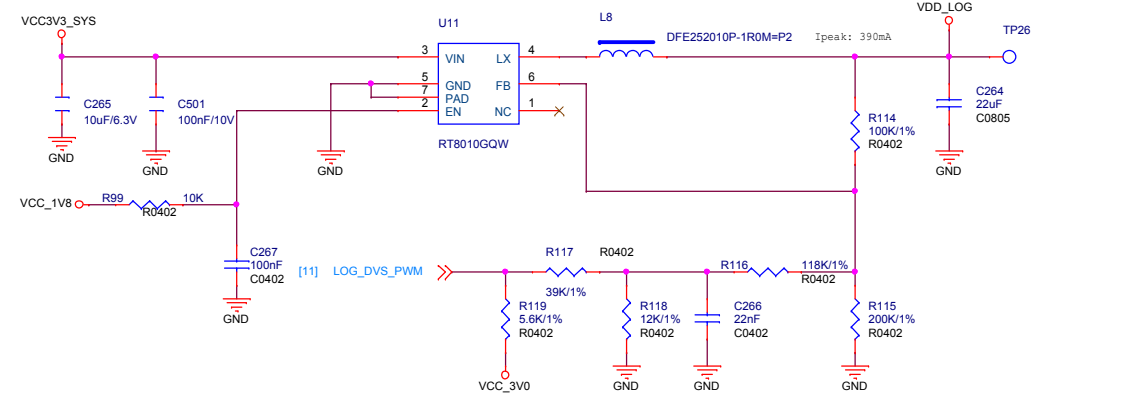 VCC3V3_SYS
U11
L8
VDD_LOG
DFE252010P-1R0M=P2
Ipeak: 390mA
TP26
3
VIN
LX
4
5
GND
FB
6
7
PAD
2
EN
NC
1
RT8010GQW
C265
10uF/6.3V
C501
100nF/10V
C264
22uF
C0805
R114
100K/1%
R0402
GND
GND
GND
GND
VCC_1V8
R99
10K
R0402
C267
100nF
C0402
GND
[11]
LOG_DVS_PWM
R117
R0402
39K/1%
R116
118K/1%
R0402
R119
5.6K/1%
R0402
R118
12K/1%
R0402
C266
22nF
C0402
R115
200K/1%
R0402
VCC_3V0
GND
GND
GND